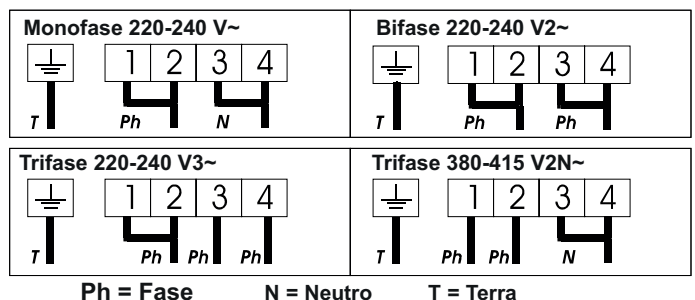 Monofase 220-240 V~
1 2 3 4
T Ph N
Bifase 220-240 V2~
1 2 3 4
T Ph Ph
Trifase 220-240 V3~
1 2 3 4
T Ph Ph Ph
Trifase 380-415 V2N~
1 2 3 4
T Ph Ph N
Ph = Fase N = Neutro T = Terra